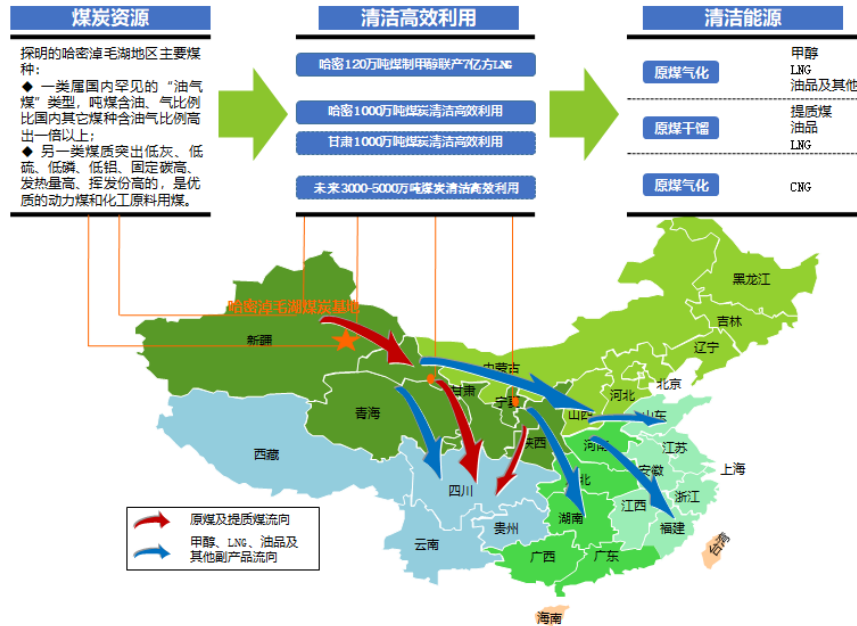 煤炭资源
探明的哈密淖毛湖地区主要煤
种：
◆ 一类属国内罕见的“油气
煤”类型，吨煤含油、气比例
比国内其它煤种含油气比例高
出一倍以上；
◆ 另一类煤质突出低灰、低
硫、低磷、低铝、固定碳高、
发热量高、挥发份高的，是优
质的动力煤和化工原料用煤。
清洁高效利用
哈密120万吨煤制甲醇联产7亿方LNG
哈密1000万吨煤炭清洁高效利用
甘肃1000万吨煤炭清洁高效利用
未来3000-5000万吨煤炭清洁高效利用
清洁能源
原煤气化
甲醇
LNG
油品及其他
原煤干馏
提质煤
油品
LNG
原煤气化
CNG
哈密淖毛湖煤炭基地
黑龙江
吉林
辽宁
新疆
内蒙古
北京
河北
甘肃
宁夏
山西
山东
青海
陕西
河南
江苏
西藏
安徽
上海
四川
北
浙江
江西
湖南
贵州
福建
云南
台湾
广西
广东
海南
原煤及提质煤流向
甲醇、LNG、油品及
其他副产品流向